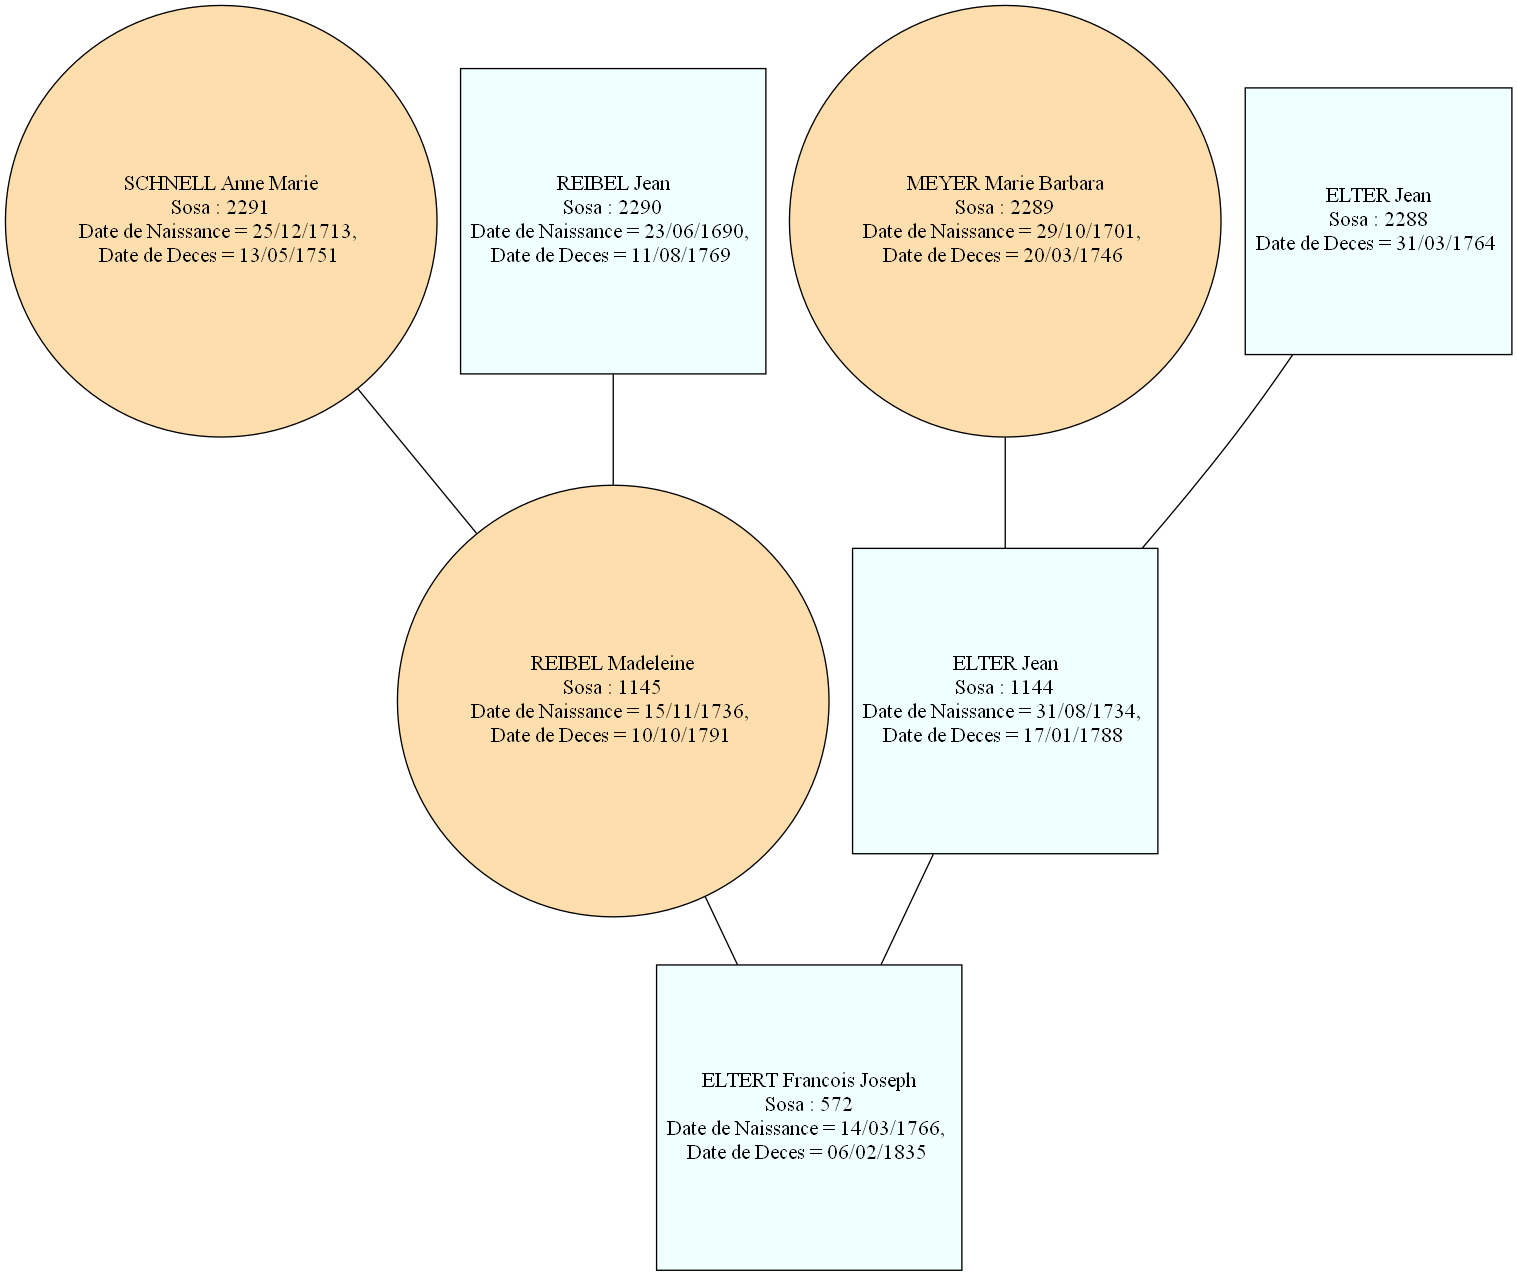 SCHNELL Anne Marie
Sosa : 2291
Date de Naissance = 25/12/1713,
Date de Deces = 13/05/1751
REIBEL Jean
Sosa : 2290
Date de Naissance = 23/06/1690,
Date de Deces = 11/08/1769
MEYER Marie Barbara
Sosa : 2289
Date de Naissance = 29/10/1701,
Date de Deces = 20/03/1746
ELTER Jean
Sosa : 2288
Date de Deces = 31/03/1764
REIBEL Madeleine
Sosa : 1145
Date de Naissance = 15/11/1736,
Date de Deces = 10/10/1791
ELTER Jean
Sosa : 1144
Date de Naissance = 31/08/1734,
Date de Deces = 17/01/1788
ELTERT Francois Joseph
Sosa : 572
Date de Naissance = 14/03/1766,
Date de Deces = 06/02/1835